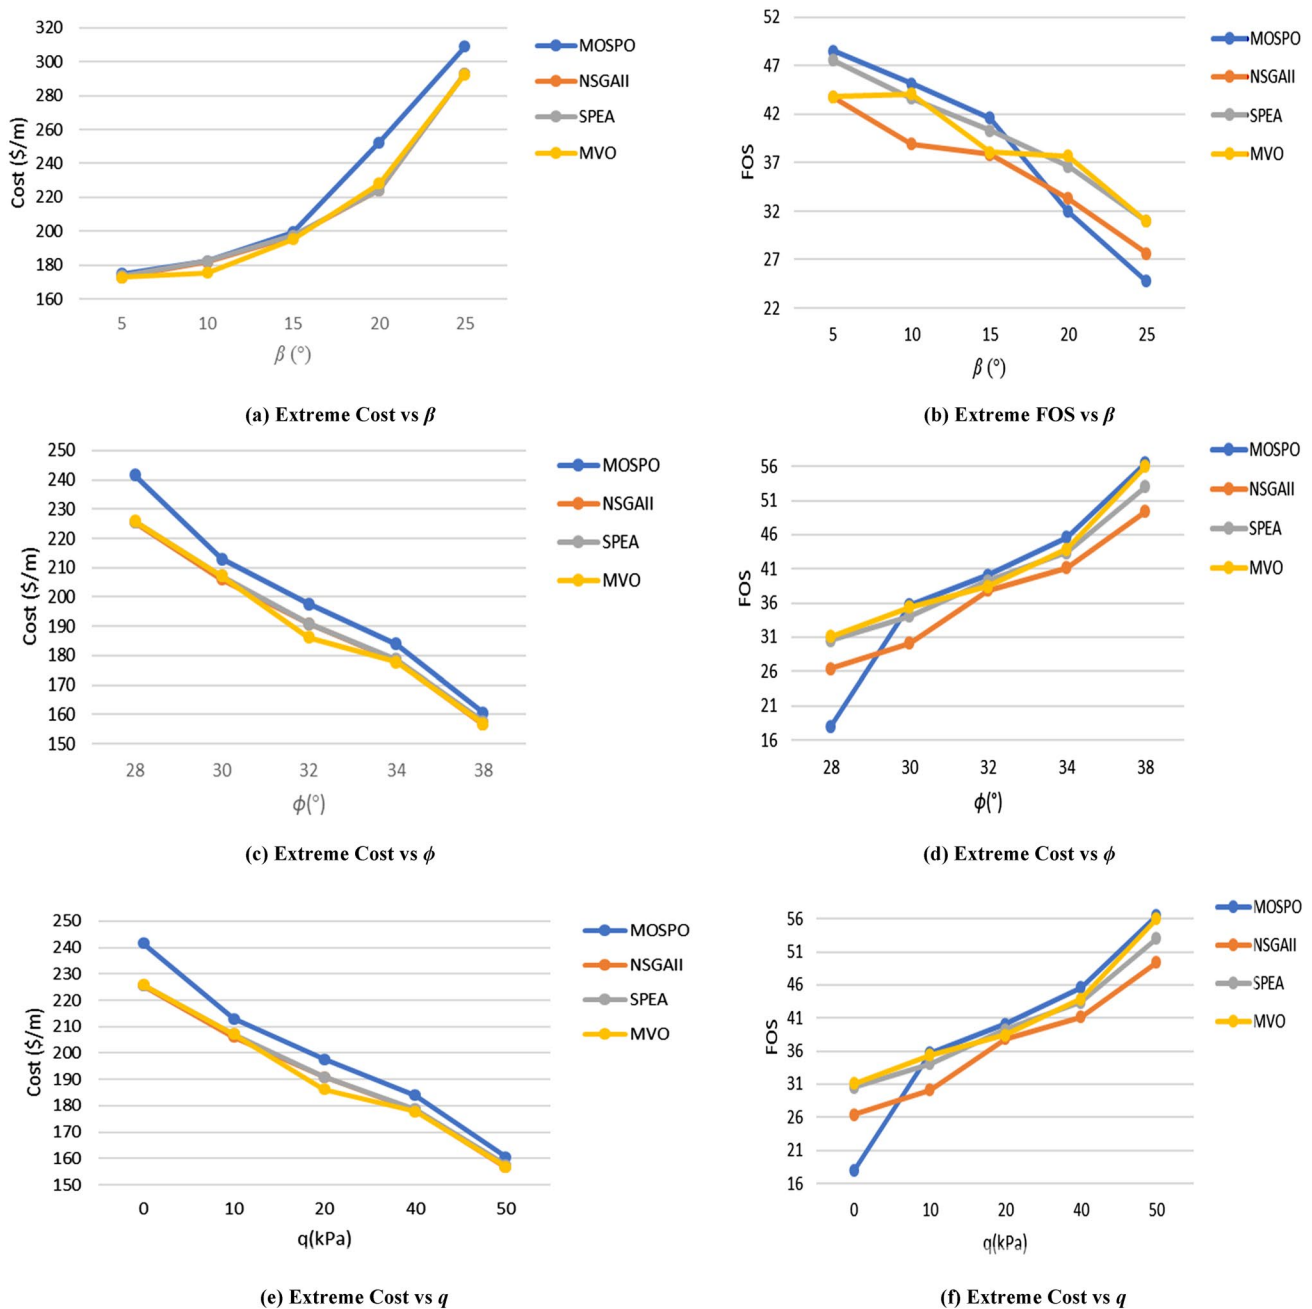 320
300
280
260
240
220
200
180
160
Cost ($/m)
5 10 15 20 25
β (°)
MOSPO
NSGAII
SPEA
MVO
(a) Extreme Cost vs β
52
47
42
37
32
27
22
FOS
5 10 15 20 25
β (°)
MOSPO
NSGAII
SPEA
MVO
(b) Extreme FOS vs β
250
240
230
220
210
200
190
180
170
160
150
Cost ($/m)
28 30 32 34 38
ϕ(°)
MOSPO
NSGAII
SPEA
MVO
(c) Extreme Cost vs ϕ
56
51
46
41
36
31
26
21
16
FOS
28 30 32 34 38
ϕ(°)
MOSPO
NSGAII
SPEA
MVO
(d) Extreme Cost vs ϕ
250
240
230
220
210
200
190
180
170
160
150
Cost ($/m)
0 10 20 40 50
q(kPa)
MOSPO
NSGAII
SPEA
MVO
(e) Extreme Cost vs q
56
51
46
41
36
31
26
21
16
FOS
0 10 20 40 50
q(kPa)
MOSPO
NSGAII
SPEA
MVO
(f) Extreme Cost vs q